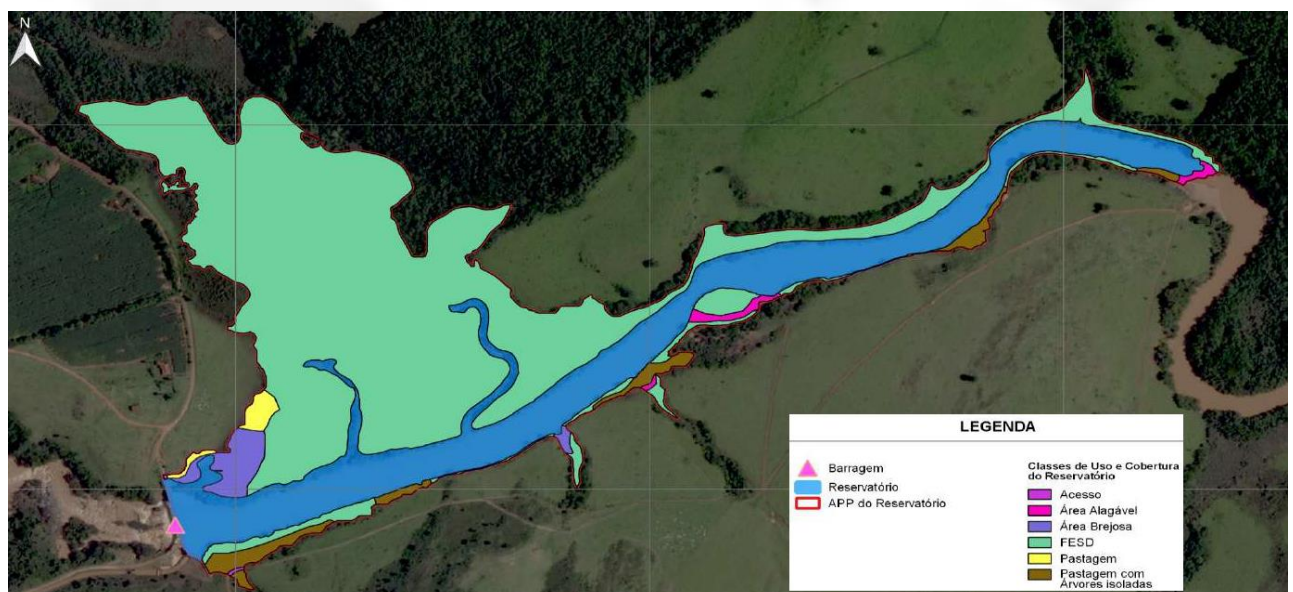 N
LEGENDA
Barragem
Reservatório
APP do Reservatório
Classes de Uso e Cobertura
do Reservatório
Acesso
Área Alagável
Área Brejosa
FESD
Pastagem
Pastagem com
Árvores isoladas